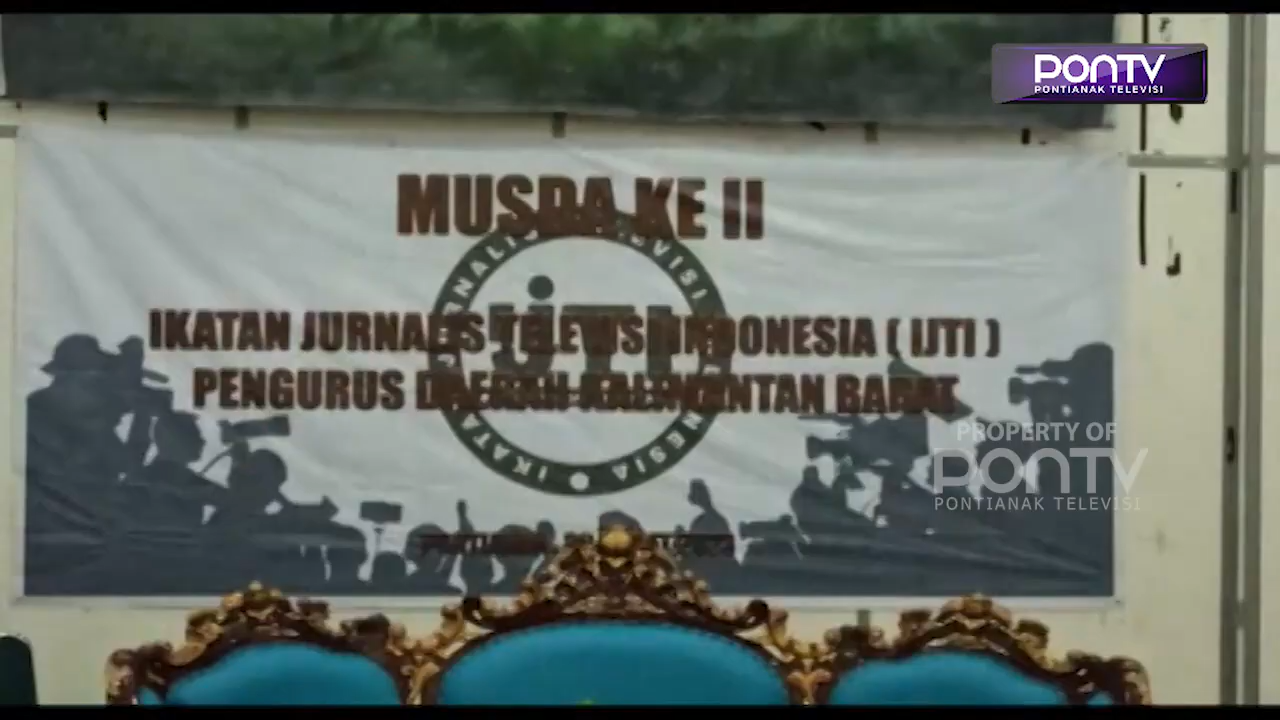 PONTV
PONTIANAK TELEVISI
MUSDA KE II
IKATAN JURNALIS TELEVISI INDONESIA ( IJTI )
PENGURUS DAERAH KALIMANTAN BARAT
IJTI
PROPERTY OF
PONTV
PONTIANAK TELEVISI